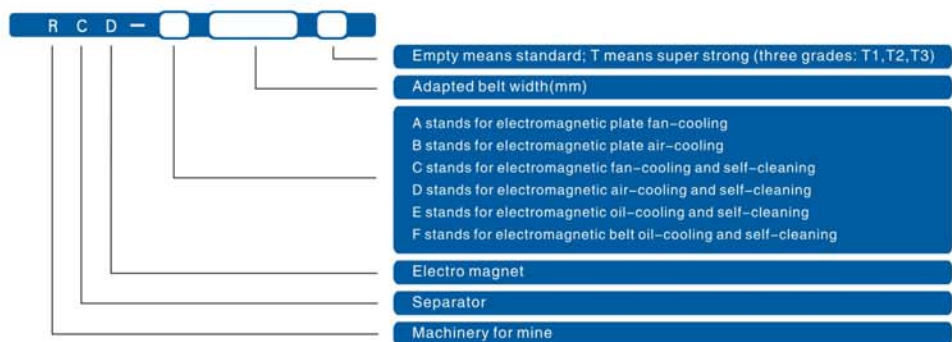 R C D –
Empty means standard; T means super strong (three grades: T1,T2,T3)
Adapted belt width(mm)
A stands for electromagnetic plate fan–cooling
B stands for electromagnetic plate air–cooling
C stands for electromagnetic fan–cooling and self–cleaning
D stands for electromagnetic air–cooling and self–cleaning
E stands for electromagnetic oil–cooling and self–cleaning
F stands for electromagnetic belt oil–cooling and self–cleaning
Electro magnet
Separator
Machinery for mine